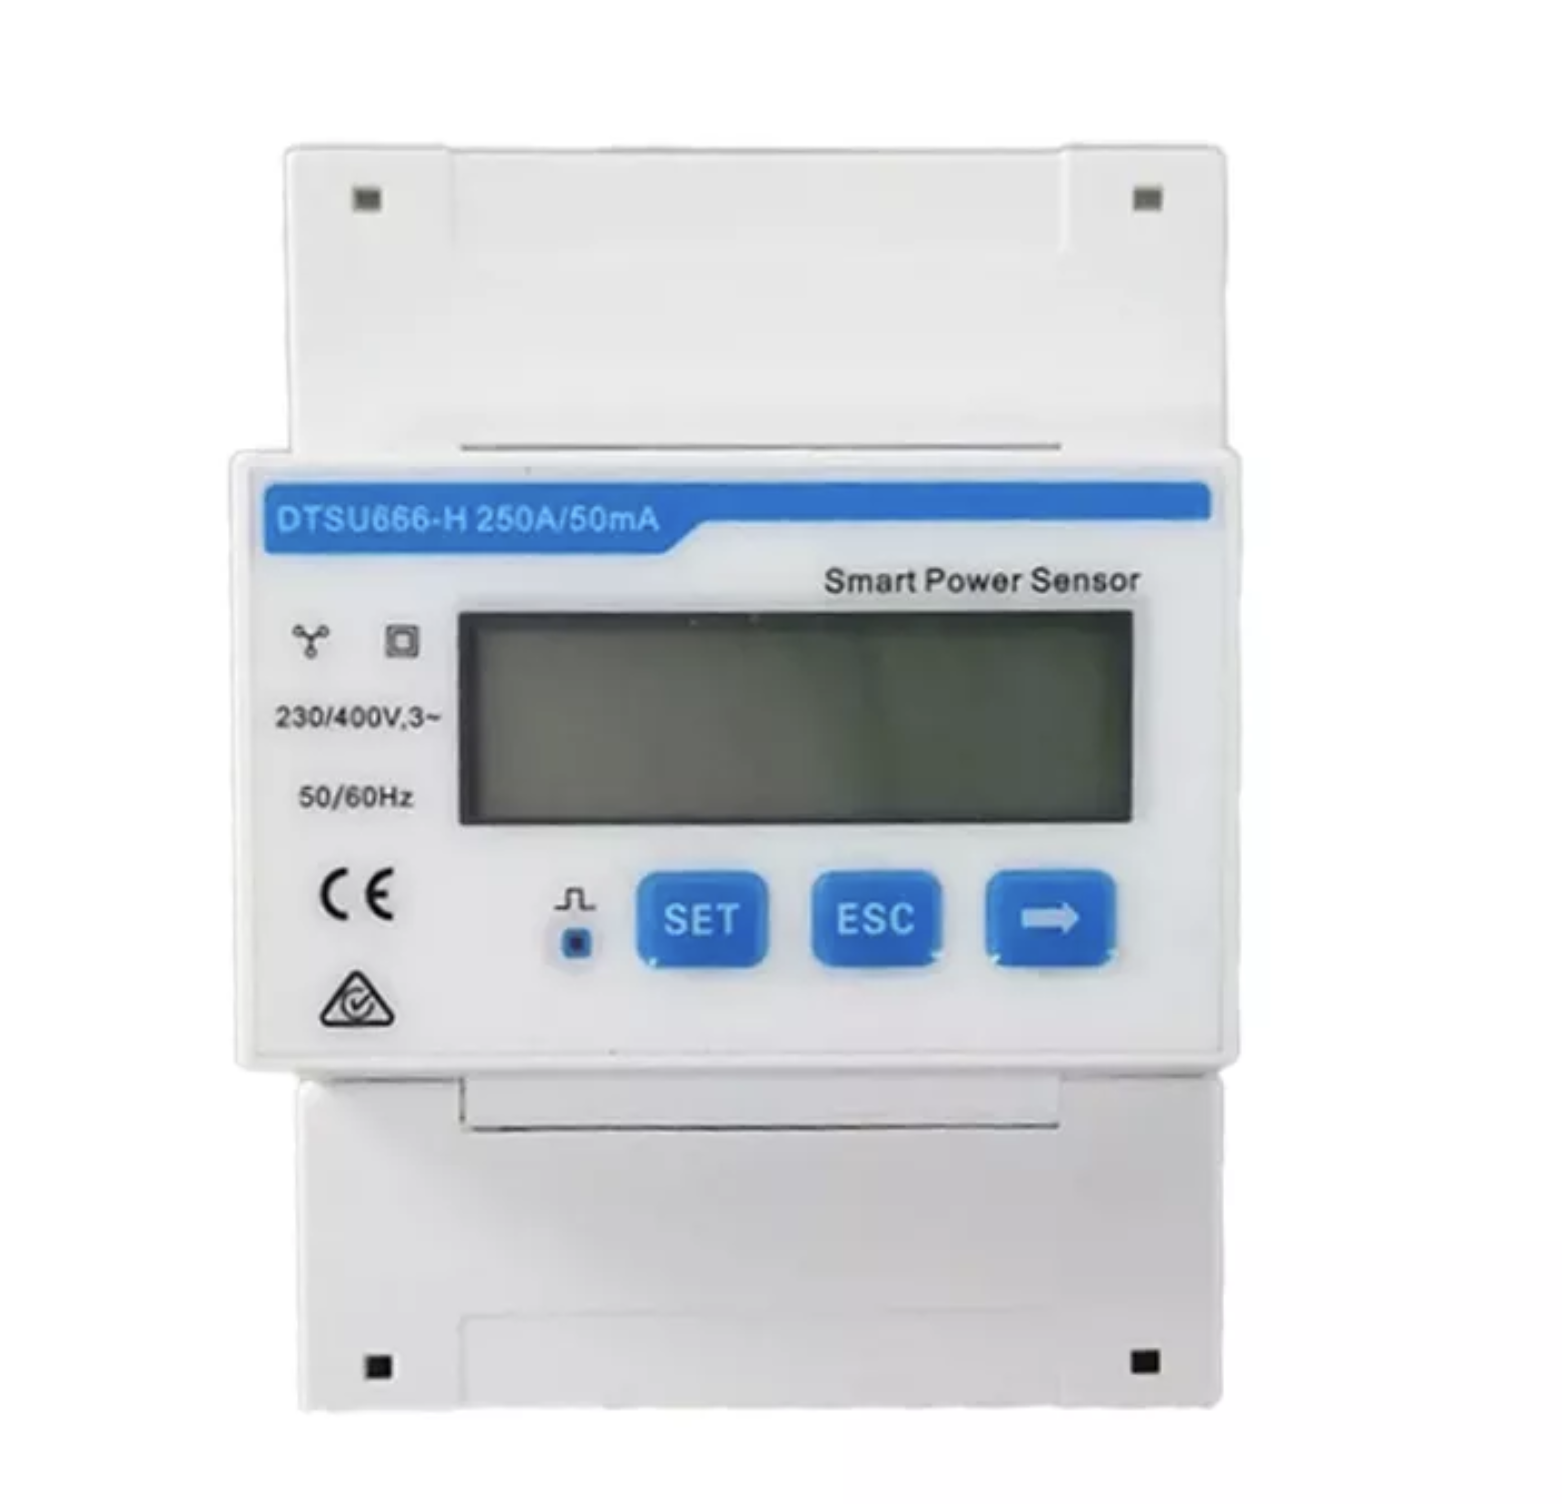 DTSU666-H 250A/50mA
Smart Power Sensor
230/400V,3~
50/60Hz
CE
SET ESC